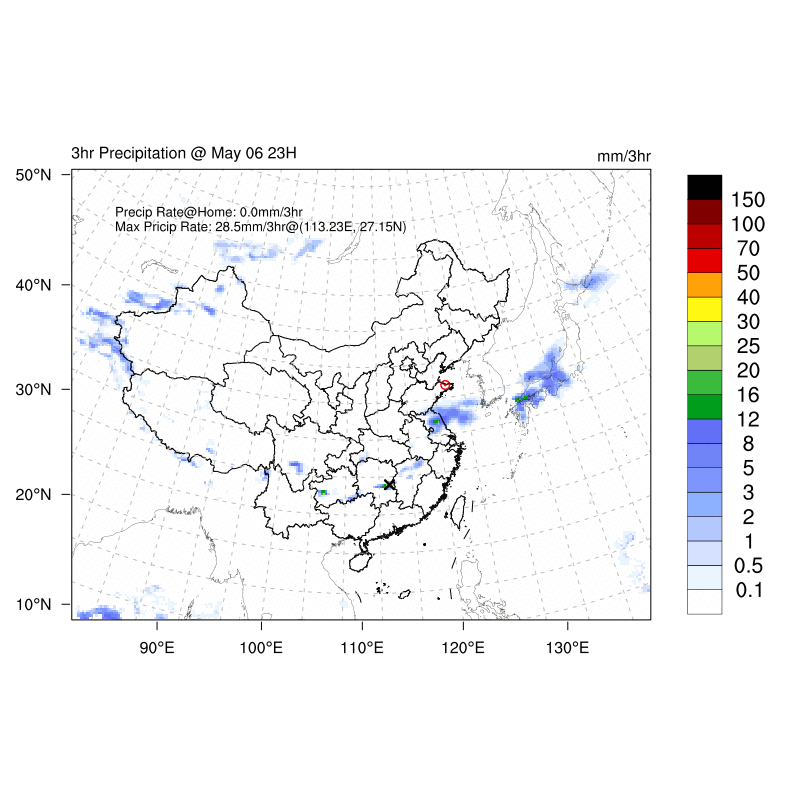 3hr Precipitation @ May 06 23H
mm/3hr
Precip Rate@Home: 0.0mm/3hr
Max Pricip Rate: 28.5mm/3hr@(113.23E, 27.15N)
50°N
40°N
30°N
20°N
10°N
90°E
100°E
110°E
120°E
130°E
150
100
70
50
40
30
25
20
16
12
8
5
3
2
1
0.5
0.1